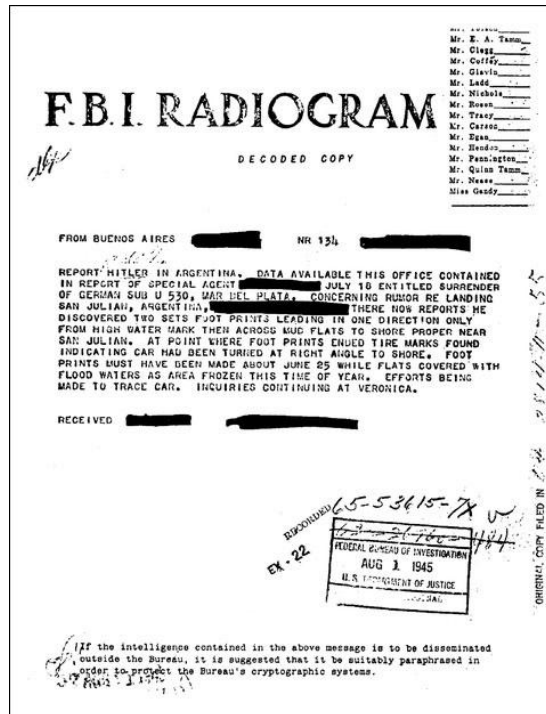 Mr. E. A. Tamm
Mr. Clegg
Mr. Coffey
Mr. Glavin
Mr. Ladd
Mr. Nichols
Mr. Rosen
Mr. Tracy
Mr. Carson
Mr. Egan
Mr. Hendon
Mr. Pennington
Mr. Quinn Tamm
Mr. Nease
Miss Gandy
F.B.I. RADIOGRAM
DECODED COPY
FROM BUENOS AIRES NR 134
REPORT HITLER IN ARGENTINA. DATA AVAILABLE THIS OFFICE CONTAINED
IN REPORT OF SPECIAL AGENT JULY 18 ENTITLED SURRENDER
OF GERMAN SUB U 530, MAR DEL PLATA. CONCERNING RUMOR RE LANDING
SAN JULIAN, ARGENTINA, THERE NOW REPORTS HE
DISCOVERED TWO SETS FOOT PRINTS LEADING IN ONE DIRECTION ONLY
FROM HIGH WATER MARK THEN ACROSS MUD FLATS TO SHORE PROPER NEAR
SAN JULIAN. AT POINT WHERE FOOT PRINTS ENDED TIRE MARKS FOUND
INDICATING CAR HAD BEEN TURNED AT RIGHT ANGLE TO SHORE. FOOT
PRINTS MUST HAVE BEEN MADE ABOUT JUNE 25 WHILE FLATS COVERED WITH
FLOOD WATERS AS AREA FROZEN THIS TIME OF YEAR. EFFORTS BEING
MADE TO TRACE CAR. INQUIRIES CONTINUING AT VERONICA.
RECEIVED
RECORDED
65-53615-7X
EX - 22
FEDERAL BUREAU OF INVESTIGATION
AUG 1945
U. S. DEPARTMENT OF JUSTICE
ORIGINAL COPY FILED IN
If the intelligence contained in the above message is to be disseminated
outside the Bureau, it is suggested that it be suitably paraphrased in
order to protect the Bureau's cryptographic systems.